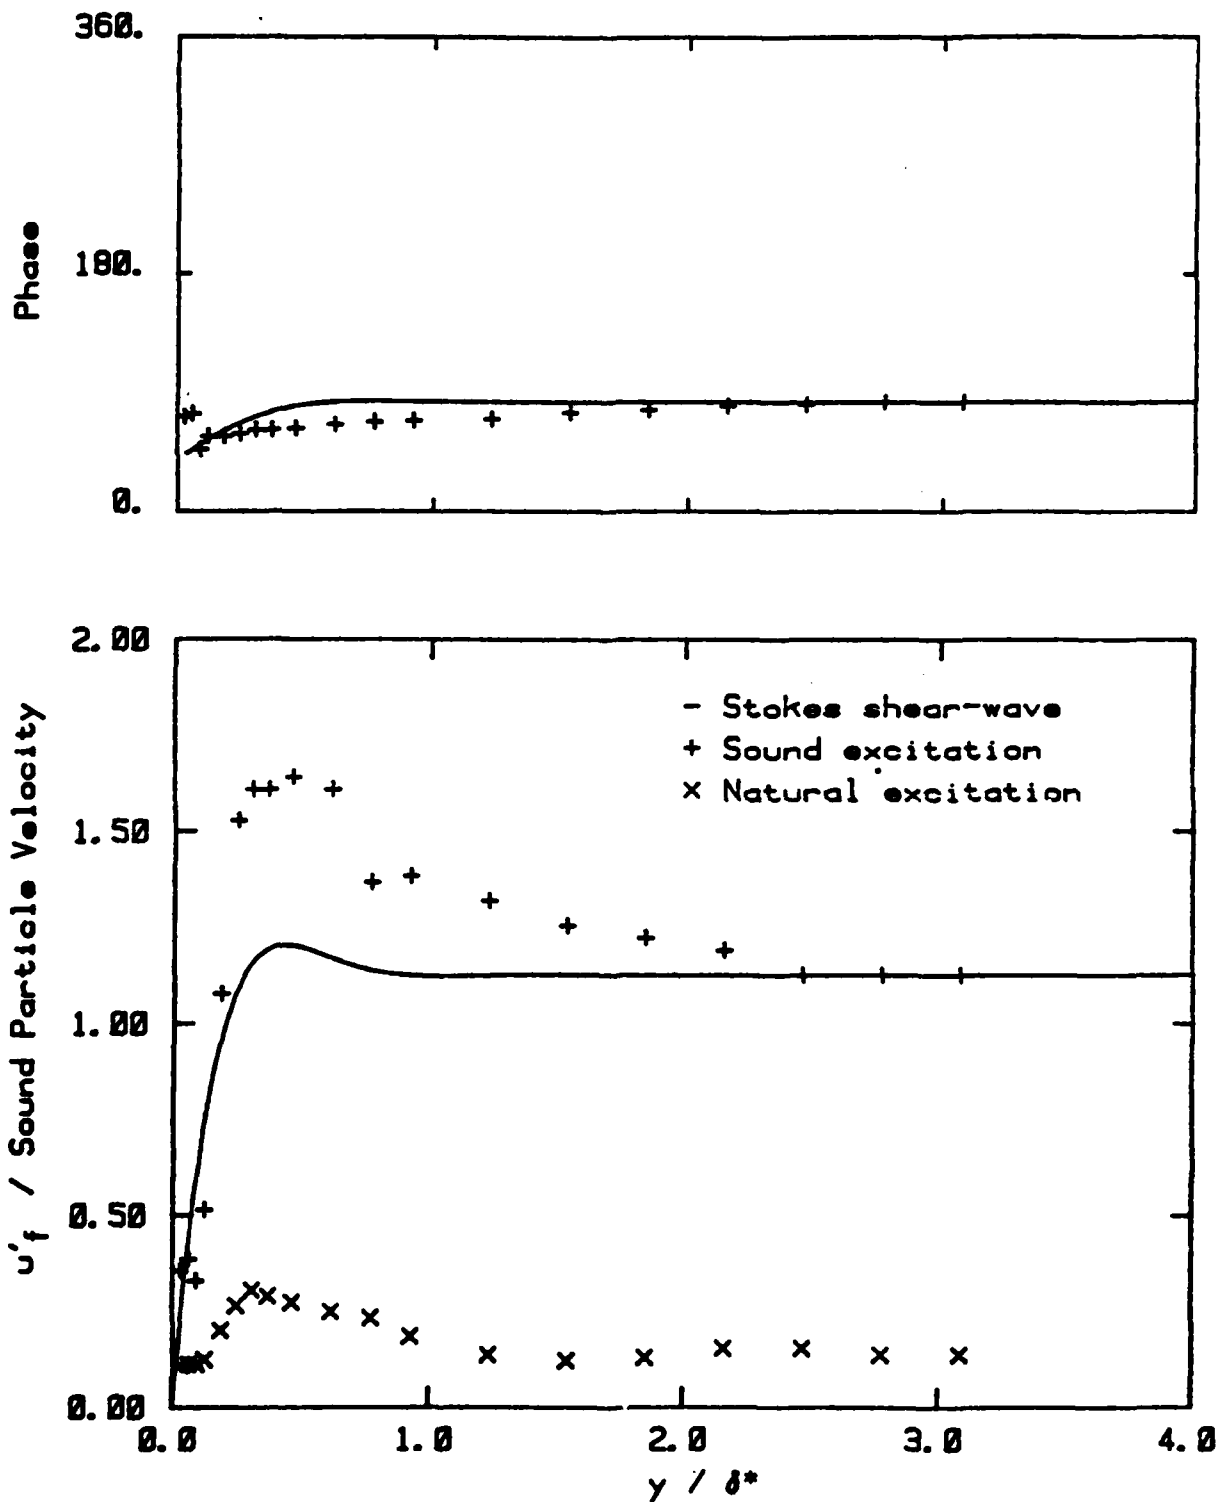 360.
180.
0.
Phase
2.00
1.50
1.00
0.50
0.00
u'f / Sound Particle Velocity
- Stokes shear-wave
+ Sound excitation
× Natural excitation
0.0 1.0 2.0 3.0 4.0
y / δ*